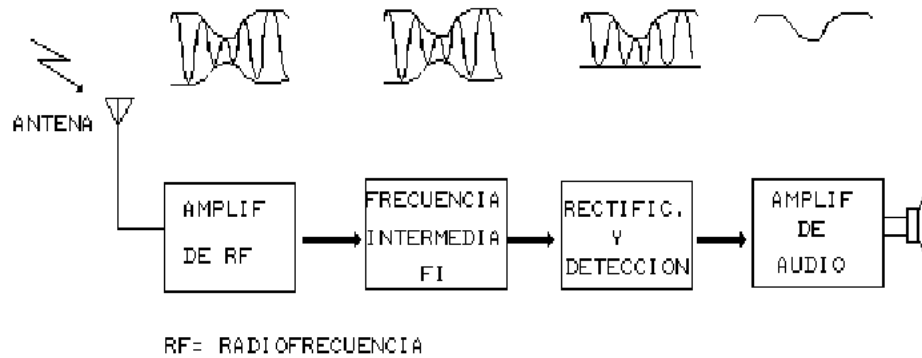 ANTENA
AMPLIF
DE RF
FRECUENCIA
INTERMEDIA
FI
RECTIFIC.
Y
DETECCION
AMPLIF
DE
AUDIO
RF= RADIOFRECUENCIA